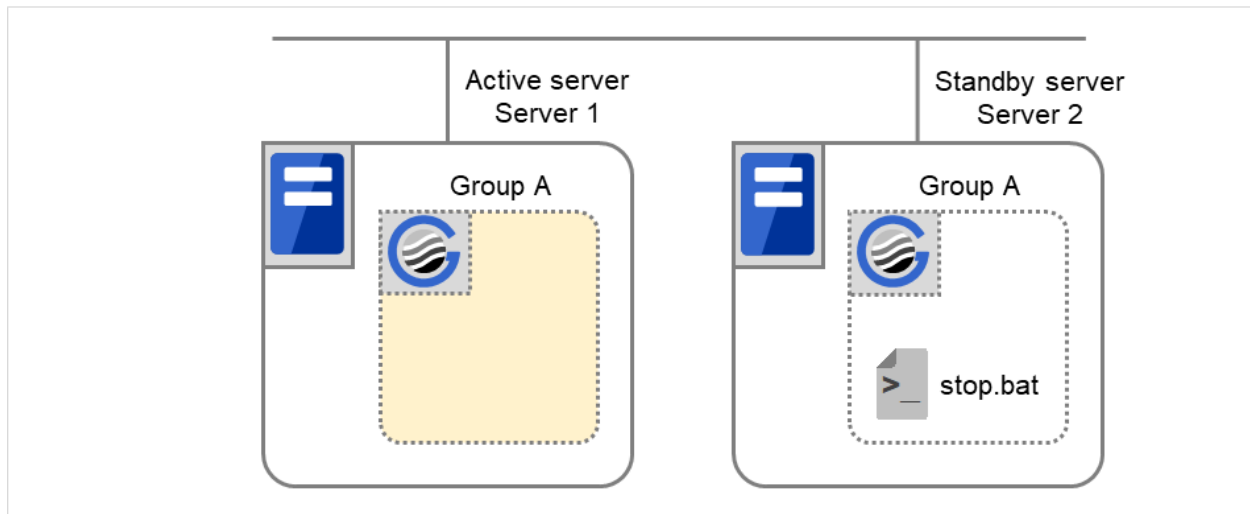 Active server
Server 1
Standby server
Server 2
Group A
Group A
>_ stop.bat